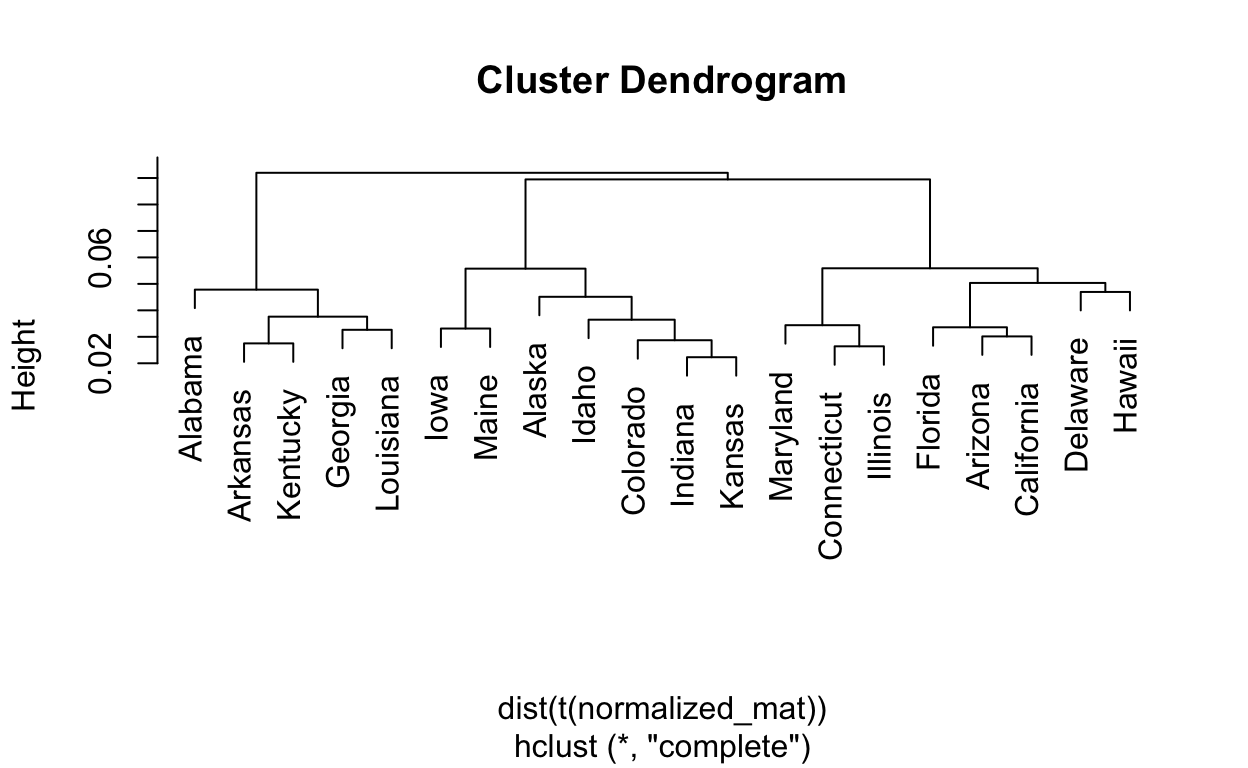 Cluster Dendrogram
Height
0.02
0.06
Alabama
Arkansas
Kentucky
Georgia
Louisiana
Iowa
Maine
Alaska
Idaho
Colorado
Indiana
Kansas
Maryland
Connecticut
Illinois
Florida
Arizona
California
Delaware
Hawaii
dist(t(normalized_mat))
hclust (*, "complete")